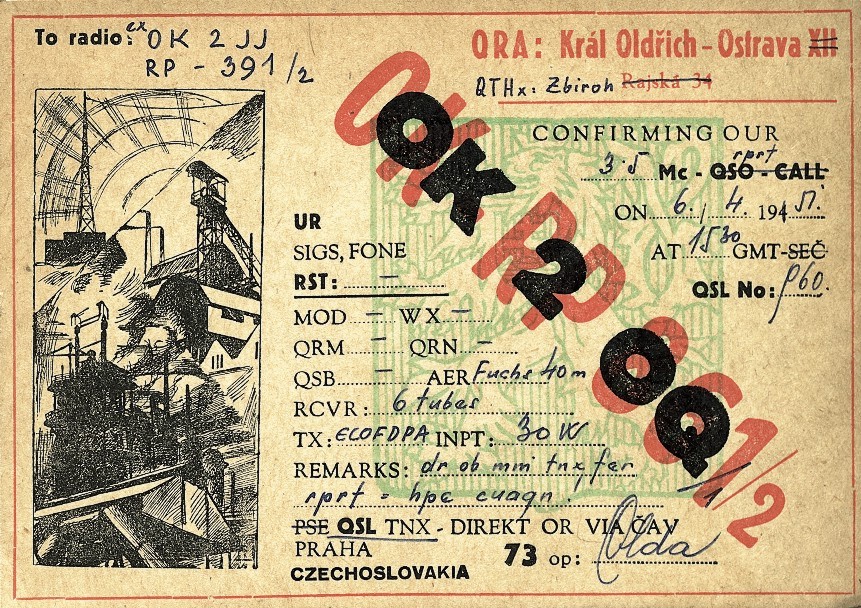 To radio: ex OK 2 JJ
RP - 391/2
QRA: Král Oldřich - Ostrava XII
QTHx: Zbiroh Rajská 34
OK RP 861/2
OK 2 OQ/1
CONFIRMING OUR
3·5 Mc - QSO - CALL rprt
ON 6. / 4. 1951.
AT 1530 GMT-SEČ
QSL No: 960.
UR
SIGS, FONE
RST: –
MOD – WX –
QRM – QRN –
QSB – AER Fuchs 40m
RCVR: 6 tubes
TX: ECOFDPA INPT: 30W
REMARKS: dr ob mni tnx fer
rprt = hpe cuagn.
PSE QSL TNX - DIREKT OR VIA ČAV
PRAHA
73 op: Olda
CZECHOSLOVAKIA